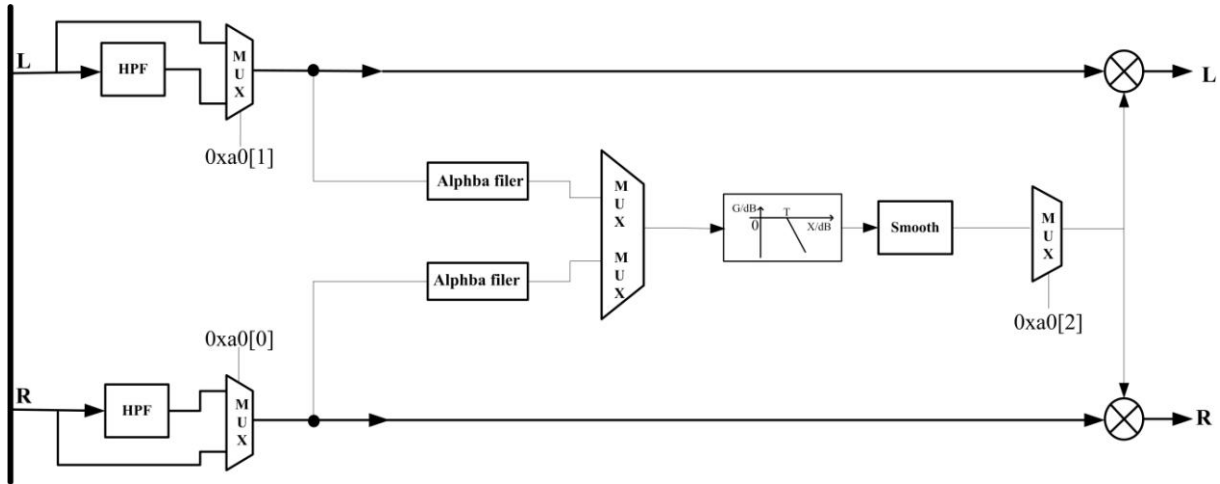 L
HPF
M
U
X
0xa0[1]
L
Alphba filer
M
U
X
G/dB
T
0
X/dB
Smooth
M
U
X
Alphba filer
M
U
X
0xa0[2]
0xa0[0]
R
HPF
M
U
X
R